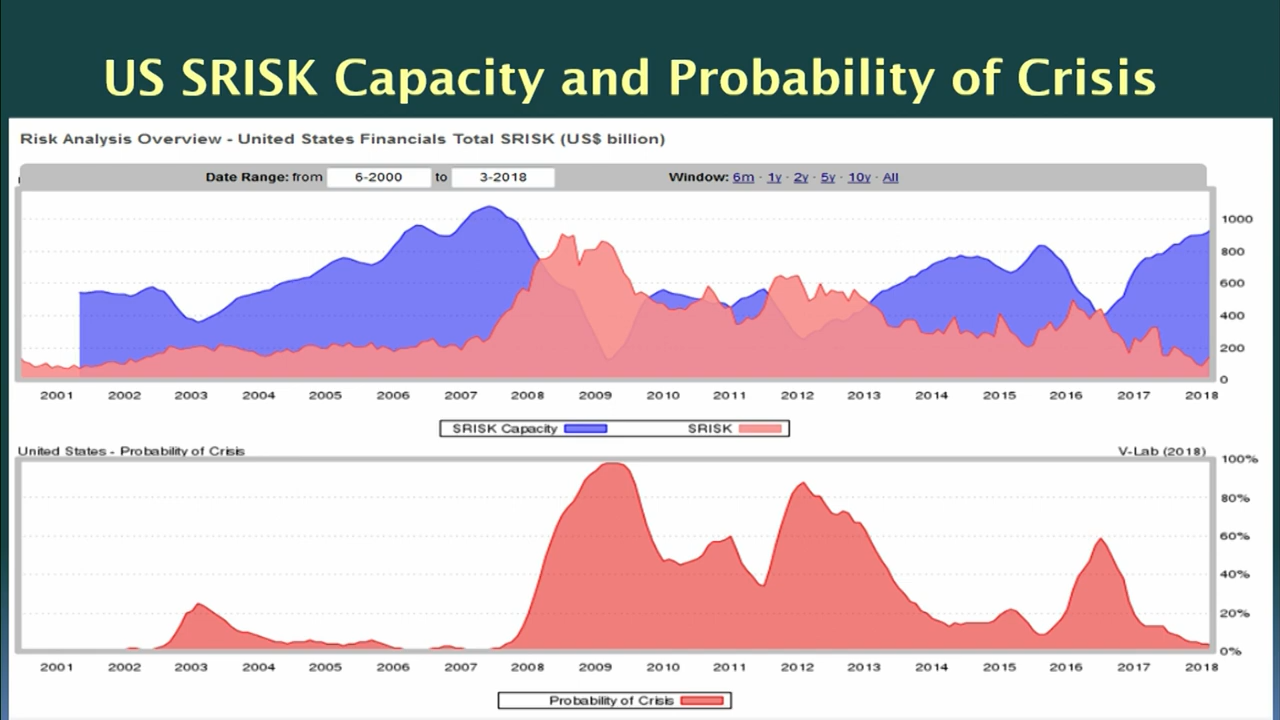 US SRISK Capacity and Probability of Crisis
Risk Analysis Overview - United States Financials Total SRISK (US$ billion)
Date Range: from 6-2000 to 3-2018 Window: 6m · 1y · 2y · 5y · 10y · All
1000
800
600
400
200
0
2001 2002 2003 2004 2005 2006 2007 2008 2009 2010 2011 2012 2013 2014 2015 2016 2017 2018
SRISK Capacity SRISK
United States - Probability of Crisis V-Lab (2018)
100%
80%
60%
40%
20%
0%
2001 2002 2003 2004 2005 2006 2007 2008 2009 2010 2011 2012 2013 2014 2015 2016 2017 2018
Probability of Crisis